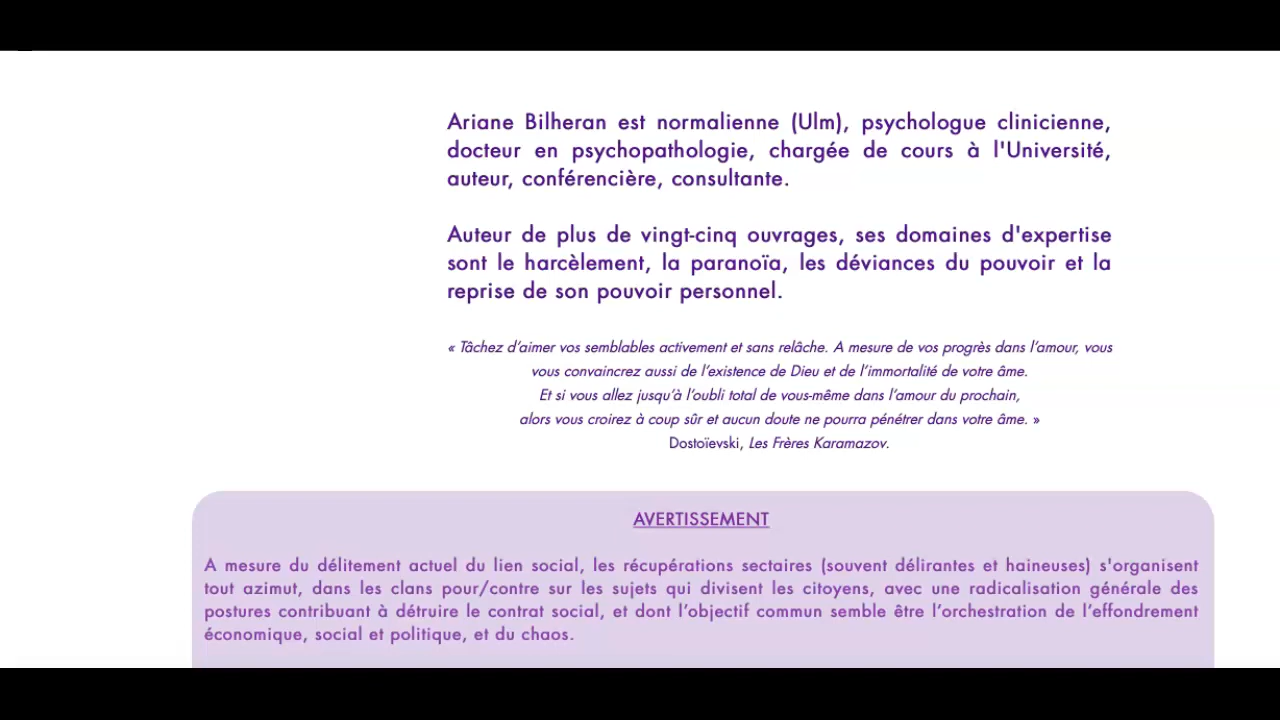 Ariane Bilheran est normalienne (Ulm), psychologue clinicienne,
docteur en psychopathologie, chargée de cours à l'Université,
auteur, conférencière, consultante.
Auteur de plus de vingt-cinq ouvrages, ses domaines d'expertise
sont le harcèlement, la paranoïa, les déviances du pouvoir et la
reprise de son pouvoir personnel.
« Tâchez d’aimer vos semblables activement et sans relâche. A mesure de vos progrès dans l’amour, vous
vous convaincrez aussi de l’existence de Dieu et de l’immortalité de votre âme.
Et si vous allez jusqu’à l’oubli total de vous-même dans l’amour du prochain,
alors vous croirez à coup sûr et aucun doute ne pourra pénétrer dans votre âme. »
Dostoïevski, Les Frères Karamazov.
AVERTISSEMENT
A mesure du délitement actuel du lien social, les récupérations sectaires (souvent délirantes et haineuses) s'organisent
tout azimut, dans les clans pour/contre sur les sujets qui divisent les citoyens, avec une radicalisation générale des
postures contribuant à détruire le contrat social, et dont l’objectif commun semble être l’orchestration de l’effondrement
économique, social et politique, et du chaos.